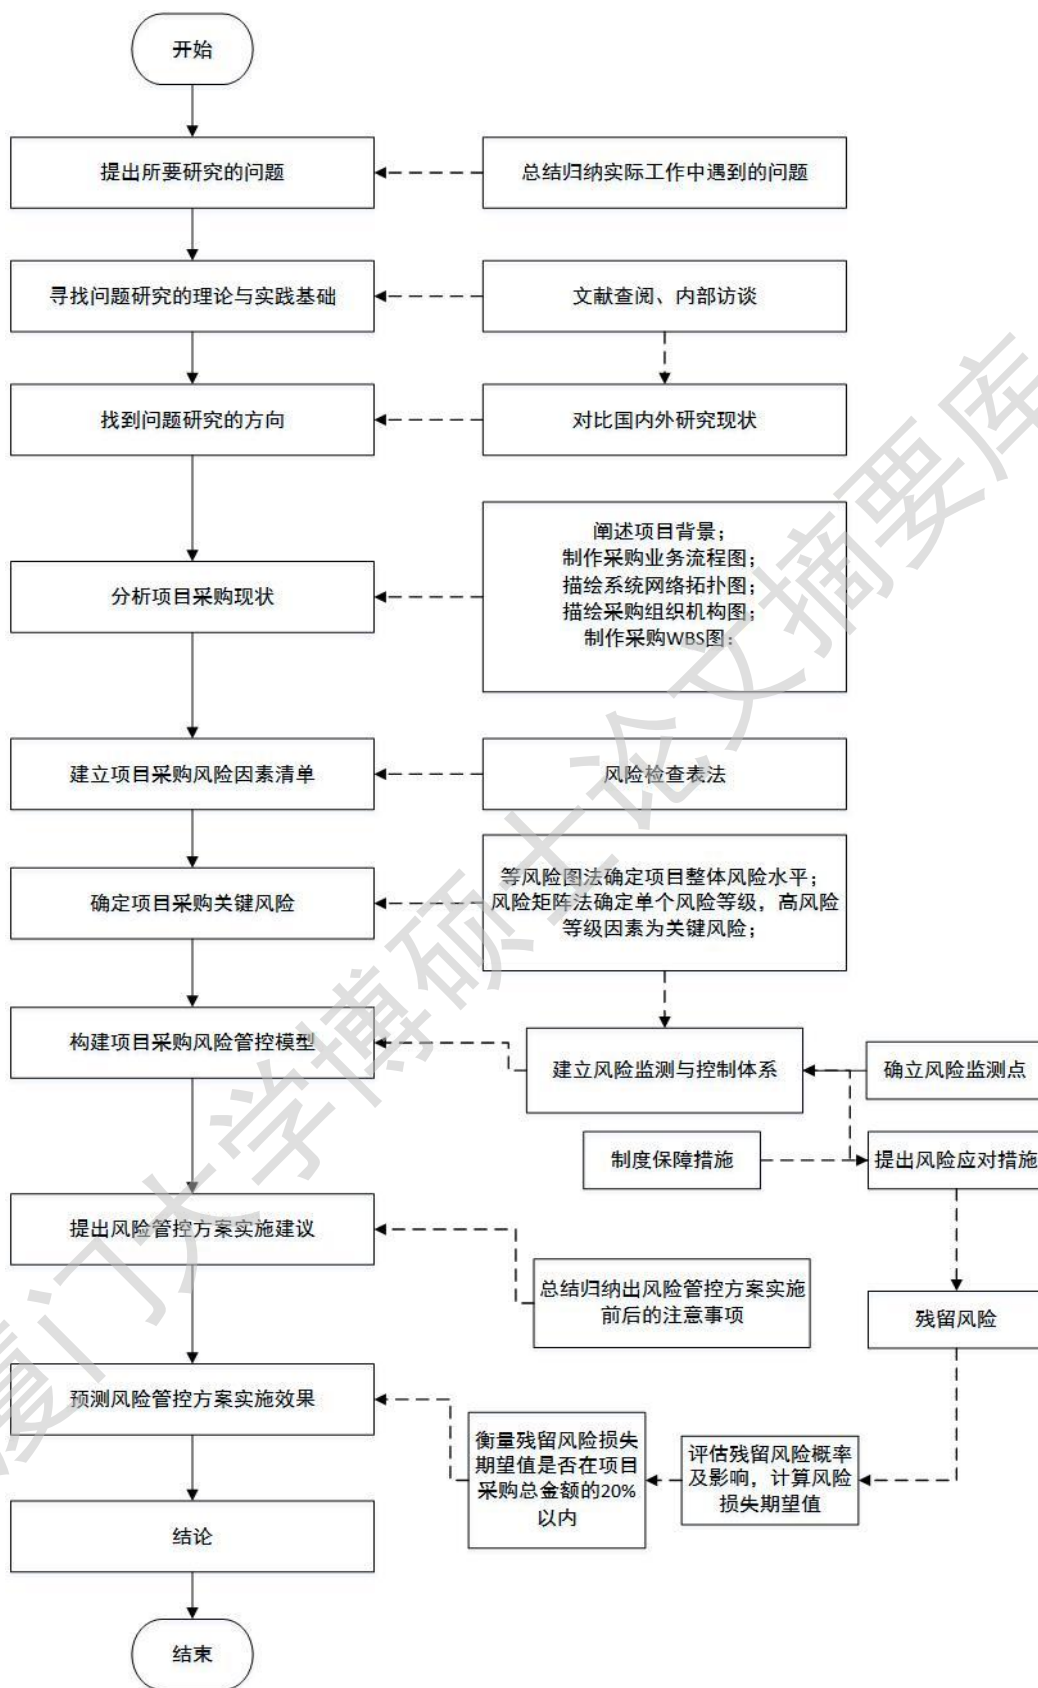 开始
提出所要研究的问题
总结归纳实际工作中遇到的问题
寻找问题研究的理论与实践基础
文献查阅、内部访谈
找到问题研究的方向
对比国内外研究现状
分析项目采购现状
阐述项目背景；
制作采购业务流程图；
描绘系统网络拓扑图；
描绘采购组织机构图；
制作采购WBS图：
建立项目采购风险因素清单
风险检查表法
确定项目采购关键风险
等风险图法确定项目整体风险水平；
风险矩阵法确定单个风险等级，高风险
等级因素为关键风险；
构建项目采购风险管控模型
建立风险监测与控制体系
确立风险监测点
制度保障措施
提出风险应对措施
提出风险管控方案实施建议
总结归纳出风险管控方案实施
前后的注意事项
残留风险
预测风险管控方案实施效果
衡量残留风险损失
期望值是否在项目
采购总金额的20%
以内
评估残留风险概率
及影响，计算风险
损失期望值
结论
结束
厦门大学博硕士论文摘要库